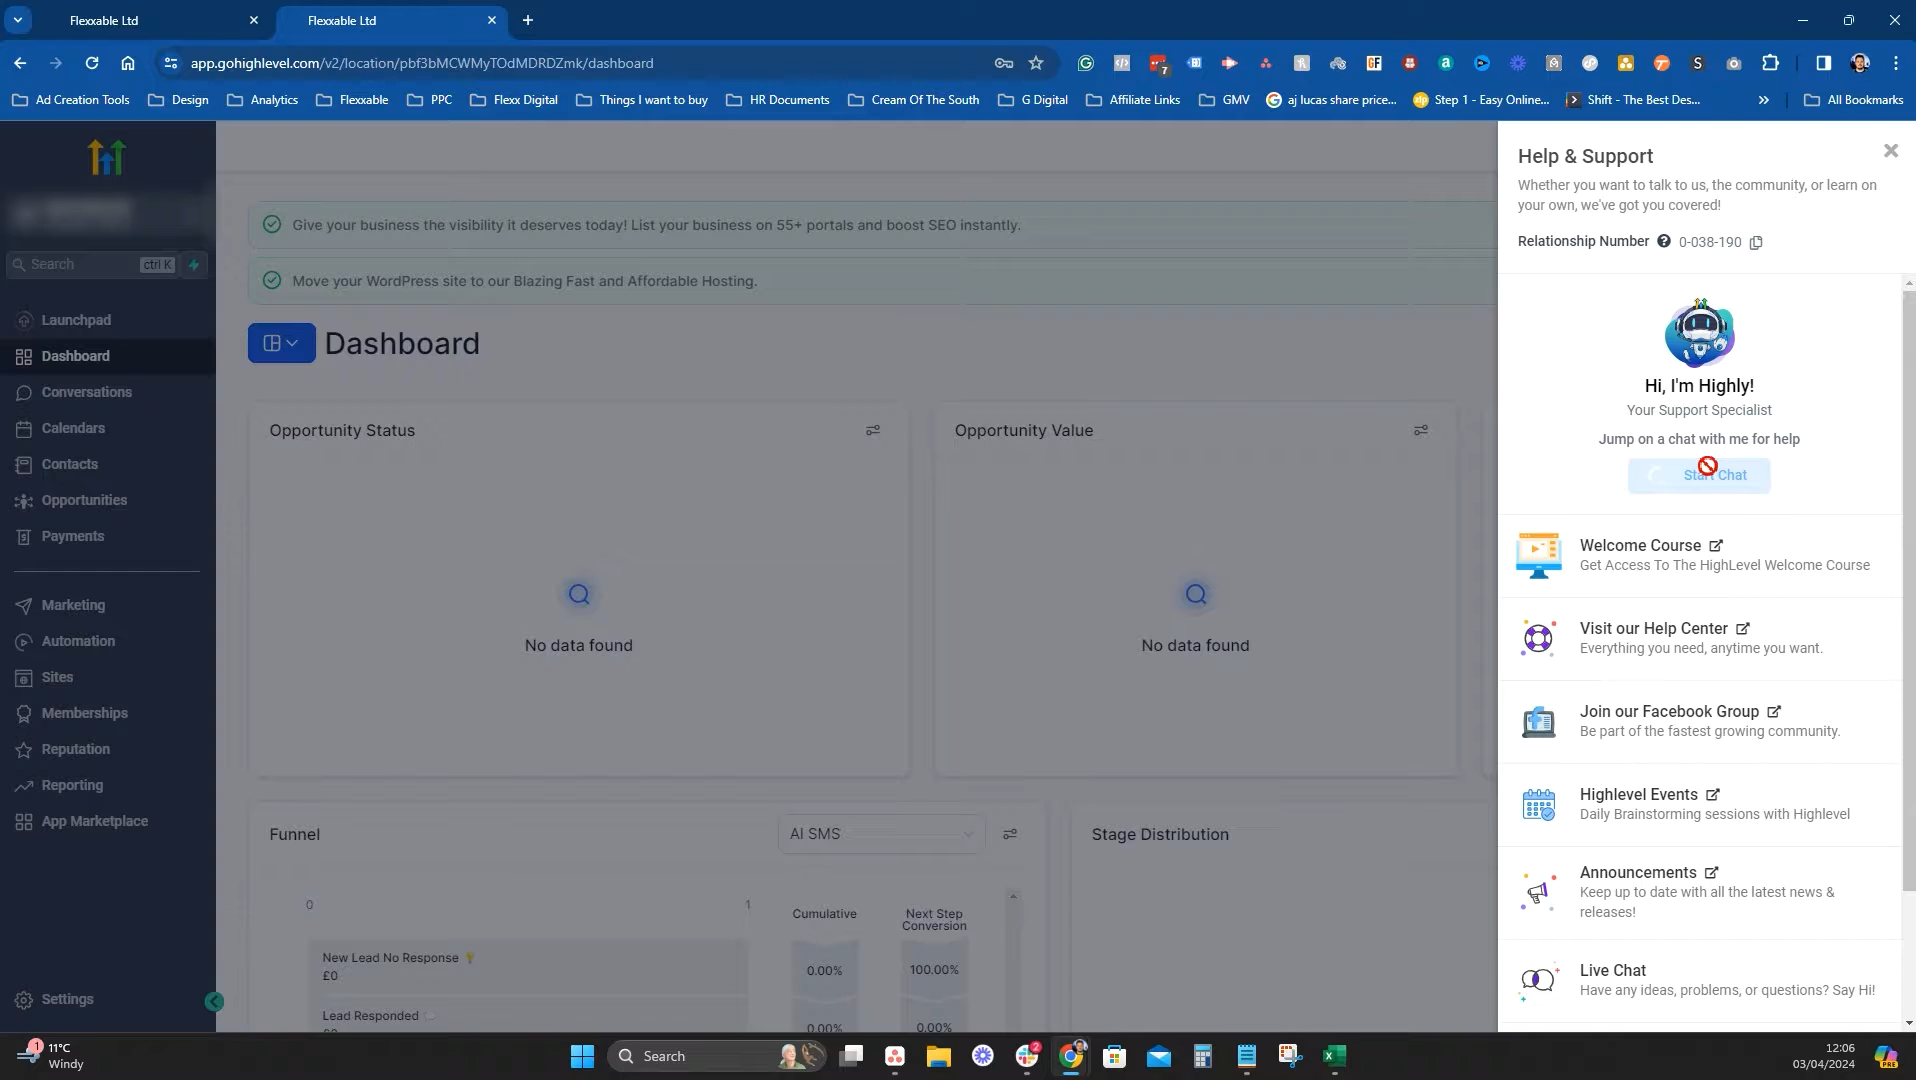 Flexxable Ltd
Flexxable Ltd
app.gohighlevel.com/v2/location/pbf3bMCWMyTOdMDRDZmk/dashboard
7
Ad Creation Tools
Design
Analytics
Flexxable
PPC
Flexx Digital
Things I want to buy
HR Documents
Cream Of The South
G Digital
Affiliate Links
GMV
aj lucas share price...
Step 1 - Easy Online...
Shift - The Best Des...
All Bookmarks
Search
ctrl K
Launchpad
Dashboard
Conversations
Calendars
Contacts
Opportunities
Payments
Marketing
Automation
Sites
Memberships
Reputation
Reporting
App Marketplace
Settings
Give your business the visibility it deserves today! List your business on 55+ portals and boost SEO instantly.
Move your WordPress site to our Blazing Fast and Affordable Hosting.
Dashboard
Opportunity Status
No data found
Opportunity Value
No data found
Funnel
AI SMS
0
1
Cumulative
Next Step
Conversion
New Lead No Response
£0
0.00%
100.00%
Lead Responded
0.00%
0.00%
Stage Distribution
Help & Support
Whether you want to talk to us, the community, or learn on
your own, we've got you covered!
Relationship Number
0-038-190
Hi, I'm Highly!
Your Support Specialist
Jump on a chat with me for help
Start Chat
Welcome Course
Get Access To The HighLevel Welcome Course
Visit our Help Center
Everything you need, anytime you want.
Join our Facebook Group
Be part of the fastest growing community.
Highlevel Events
Daily Brainstorming sessions with Highlevel
Announcements
Keep up to date with all the latest news &
releases!
Live Chat
Have any ideas, problems, or questions? Say Hi!
1
11°C
Windy
Search
2
12:06
03/04/2024
PRE